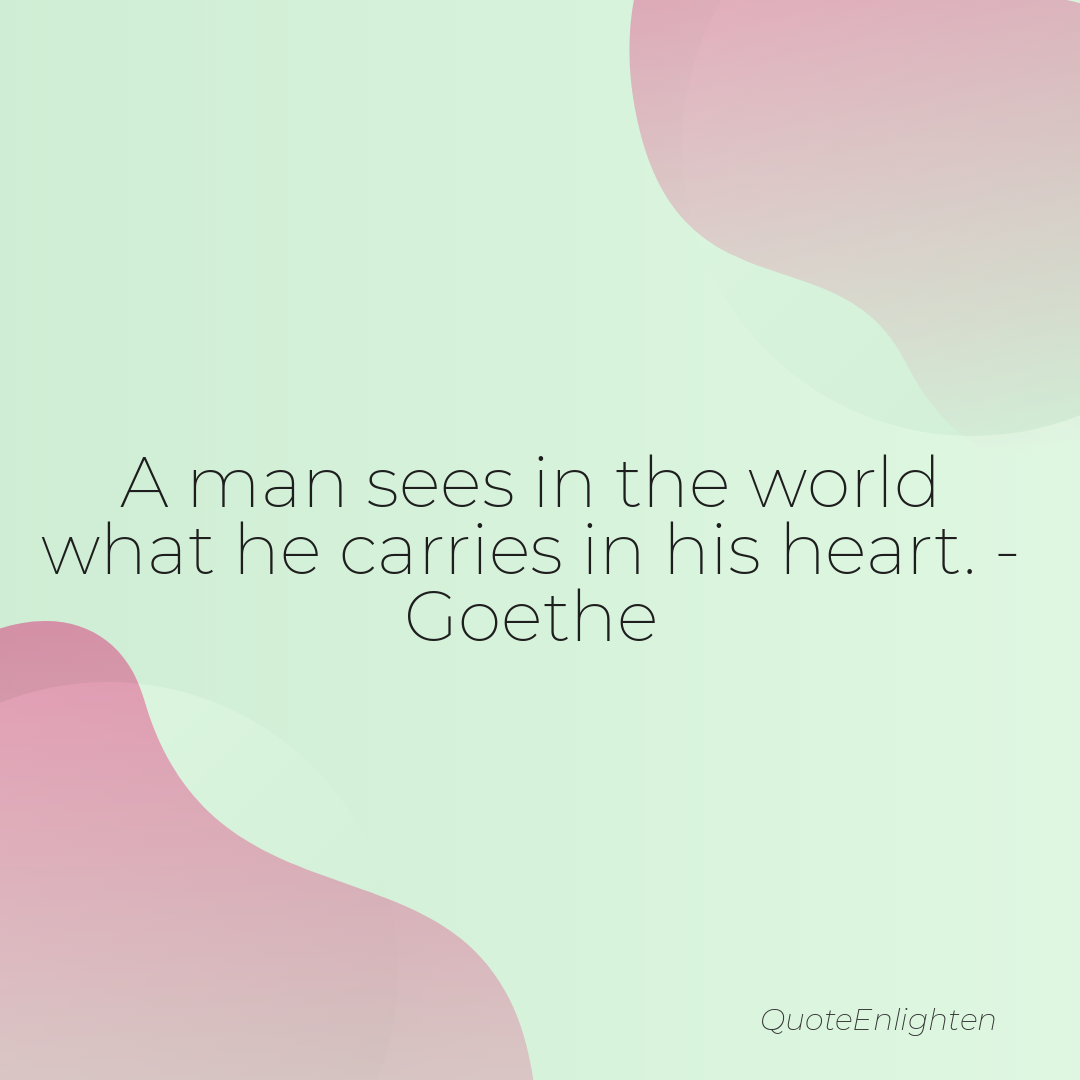 A man sees in the world
what he carries in his heart. -
Goethe
QuoteEnlighten